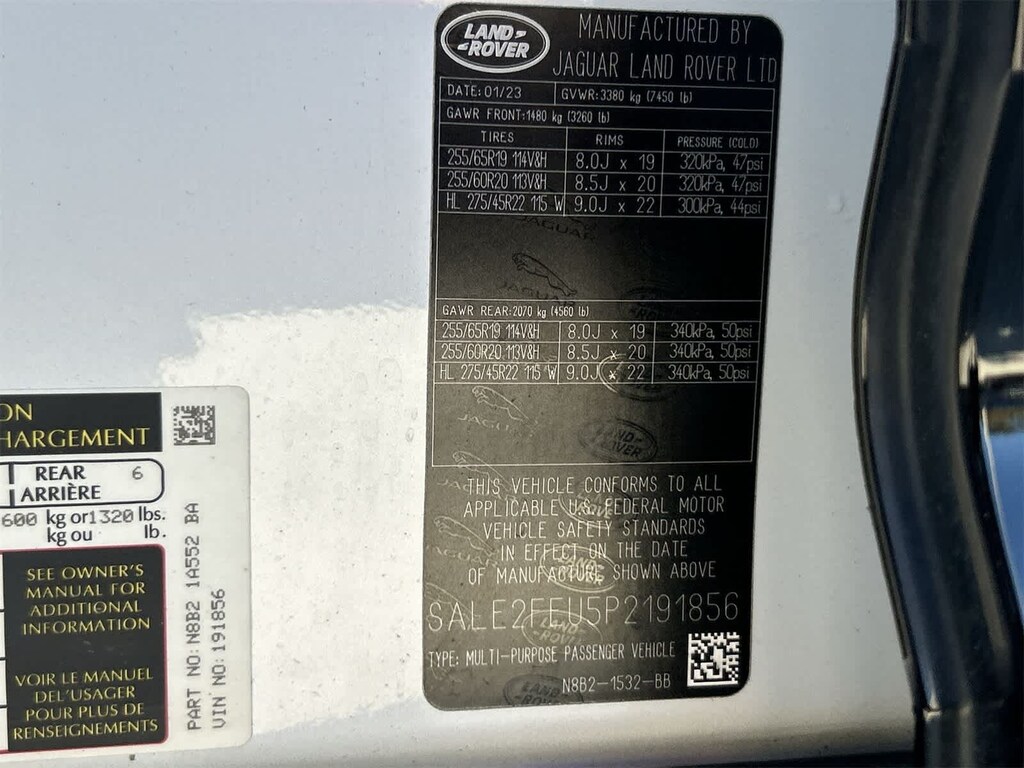 LAND-
-ROVER
MANUFACTURED BY
JAGUAR LAND ROVER LTD
DATE: 01/23 GVWR:3380 kg (7450 lb)
GAWR FRONT:1480 kg (3260 lb)
TIRES RIMS PRESSURE (COLD)
255/65R19 114V&H 8.0J x 19 320kPa, 47psi
255/60R20 113V&H 8.5J x 20 320kPa, 47psi
HL 275/45R22 115 W 9.0J x 22 300kPa, 44psi
JAGUAR
JAGUAR
GAWR REAR:2070 kg (4560 lb)
255/65R19 114V&H 8.0J x 19 340kPa, 50psi
255/60R20 113V&H 8.5J x 20 340kPa, 50psi
HL 275/45R22 115 W 9.0J x 22 340kPa, 50psi
JAGUAR
LAND-
-ROVER
THIS VEHICLE CONFORMS TO ALL
APPLICABLE U.S. FEDERAL MOTOR
VEHICLE SAFETY STANDARDS
IN EFFECT ON THE DATE
OF MANUFACTURE SHOWN ABOVE
SALE2FEU5P2191856
TYPE: MULTI-PURPOSE PASSENGER VEHICLE
N8B2-1532-BB
ON
HARGEMENT
REAR 6
ARRIÈRE
600 kg or 1320 lbs.
kg ou lb.
SEE OWNER'S
MANUAL FOR
ADDITIONAL
INFORMATION
VOIR LE MANUEL
DEL'USAGER
POUR PLUS DE
RENSEIGNEMENTS
PART NO: N8B2 1A552 BA
VIN NO: 191856